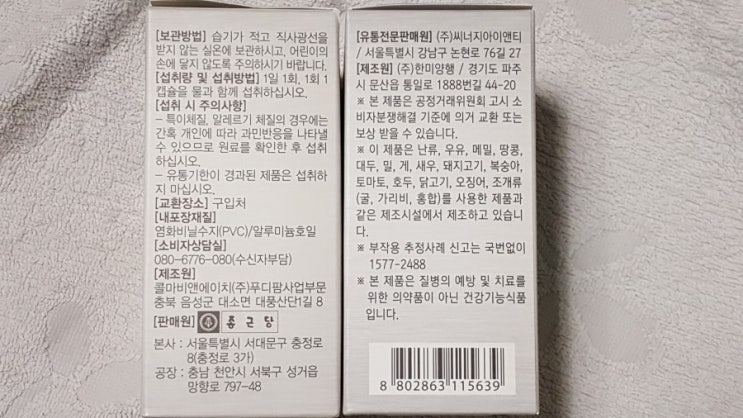 [보관방법] 습기가 적고 직사광선을
받지 않는 실온에 보관하시고, 어린이의
손에 닿지 않도록 주의하시기 바랍니다.
[섭취량 및 섭취방법] 1일 1회, 1회 1
캡슐을 물과 함께 섭취하십시오.
[섭취 시 주의사항]
- 특이체질, 알레르기 체질의 경우에는
간혹 개인에 따라 과민반응을 나타낼
수 있으므로 원료를 확인한 후 섭취
하십시오.
- 유통기한이 경과된 제품은 섭취하
지 마십시오.
[교환장소] 구입처
[내포장재질]
염화비닐수지(PVC)/알루미늄호일
[소비자상담실]
080-6776-080(수신자부담)
[제조원]
콜마비앤에이치(주)푸디팜사업부문
충북 음성군 대소면 대풍산단1길 8
[판매원] 종근당
본사 : 서울특별시 서대문구 충정로
8(충정로 3가)
공장 : 충남 천안시 서북구 성거읍
망향로 797-48
[유통전문판매원] (주)씨너지아이앤티
/ 서울특별시 강남구 논현로 76길 27
[제조원] (주)한미양행 / 경기도 파주
시 문산읍 통일로 1888번길 44-20
※ 본 제품은 공정거래위원회 고시 소
비자분쟁해결 기준에 의거 교환 또는
보상 받을 수 있습니다.
※ 이 제품은 난류, 우유, 메밀, 땅콩,
대두, 밀, 게, 새우, 돼지고기, 복숭아,
토마토, 호두, 닭고기, 오징어, 조개류
(굴, 가리비, 홍합)를 사용한 제품과
같은 제조시설에서 제조하고 있습니
다.
※ 부작용 추정사례 신고는 국번없이
1577-2488
※ 본 제품은 질병의 예방 및 치료를
위한 의약품이 아닌 건강기능식품
입니다.
8 802863 115639